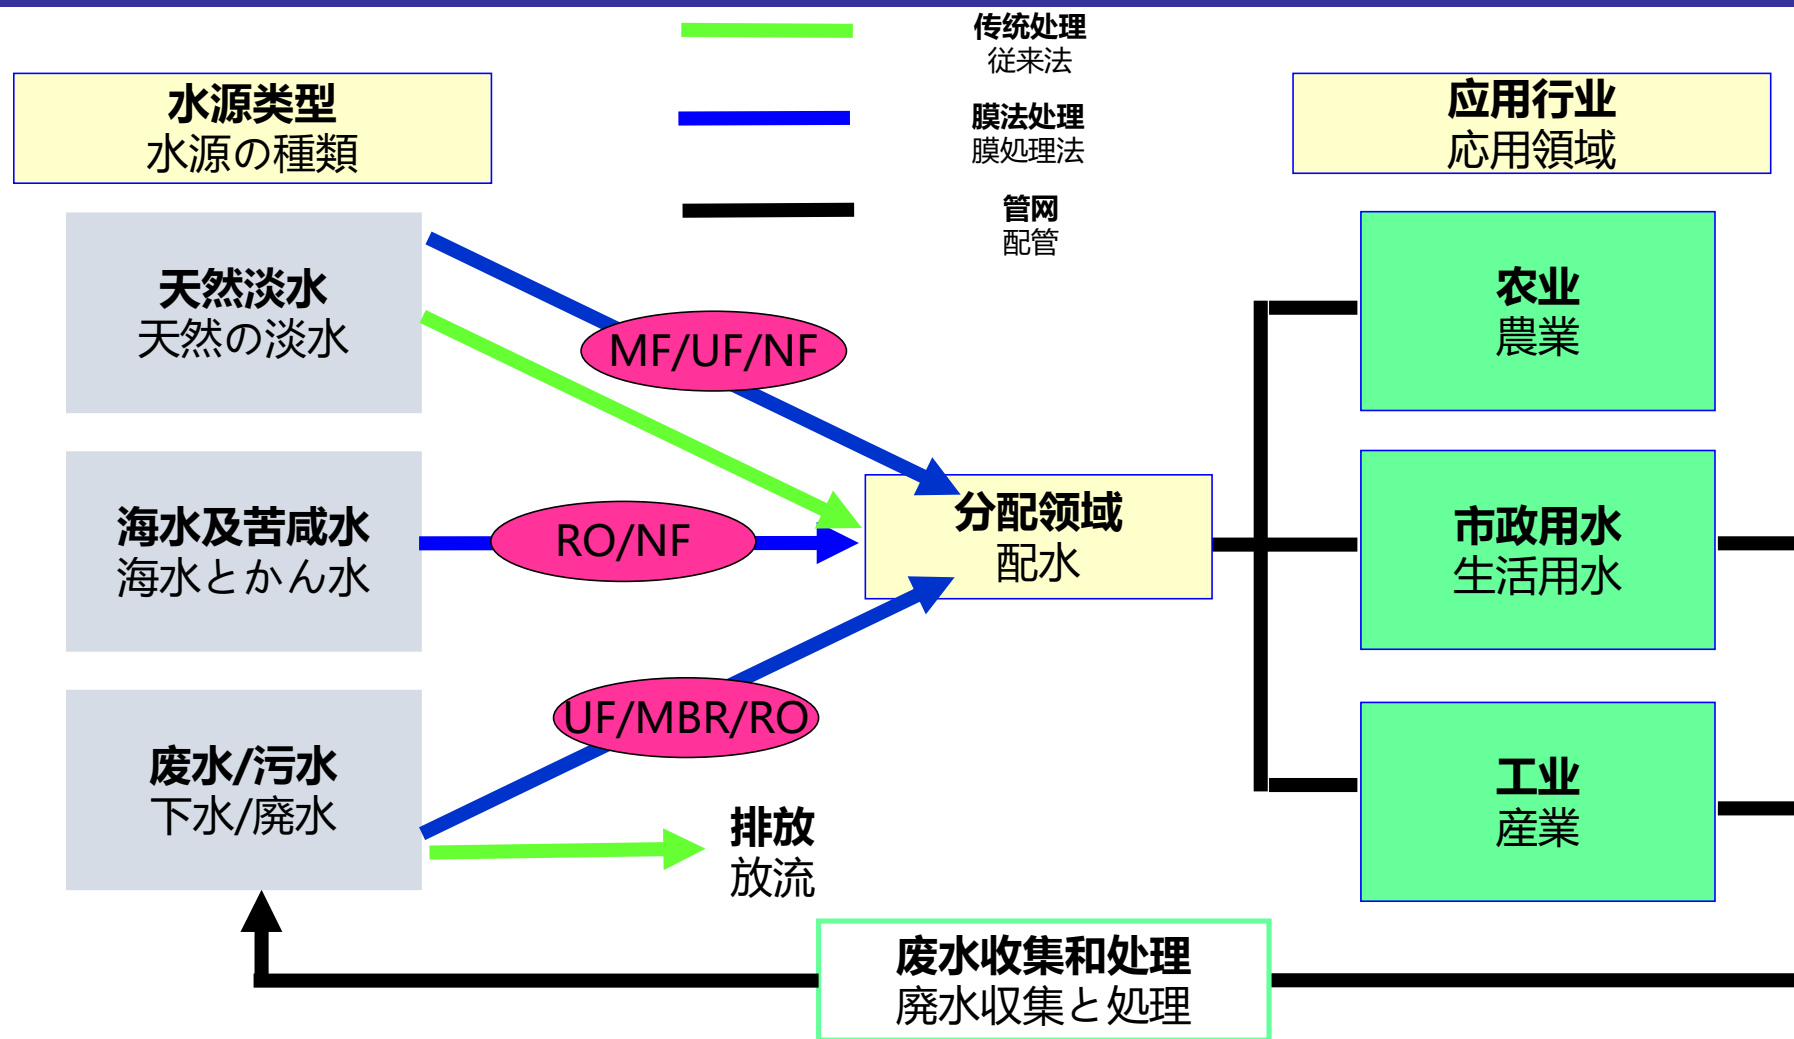 传统处理
従来法
水源类型
水源の種類
膜法处理
膜処理法
应用行业
応用領域
管网
配管
天然淡水
天然の淡水
MF/UF/NF
农业
農業
海水及苦咸水
海水とかん水
RO/NF
分配领域
配水
市政用水
生活用水
废水/污水
下水/廃水
UF/MBR/RO
排放
放流
工业
産業
废水收集和处理
廃水収集と処理